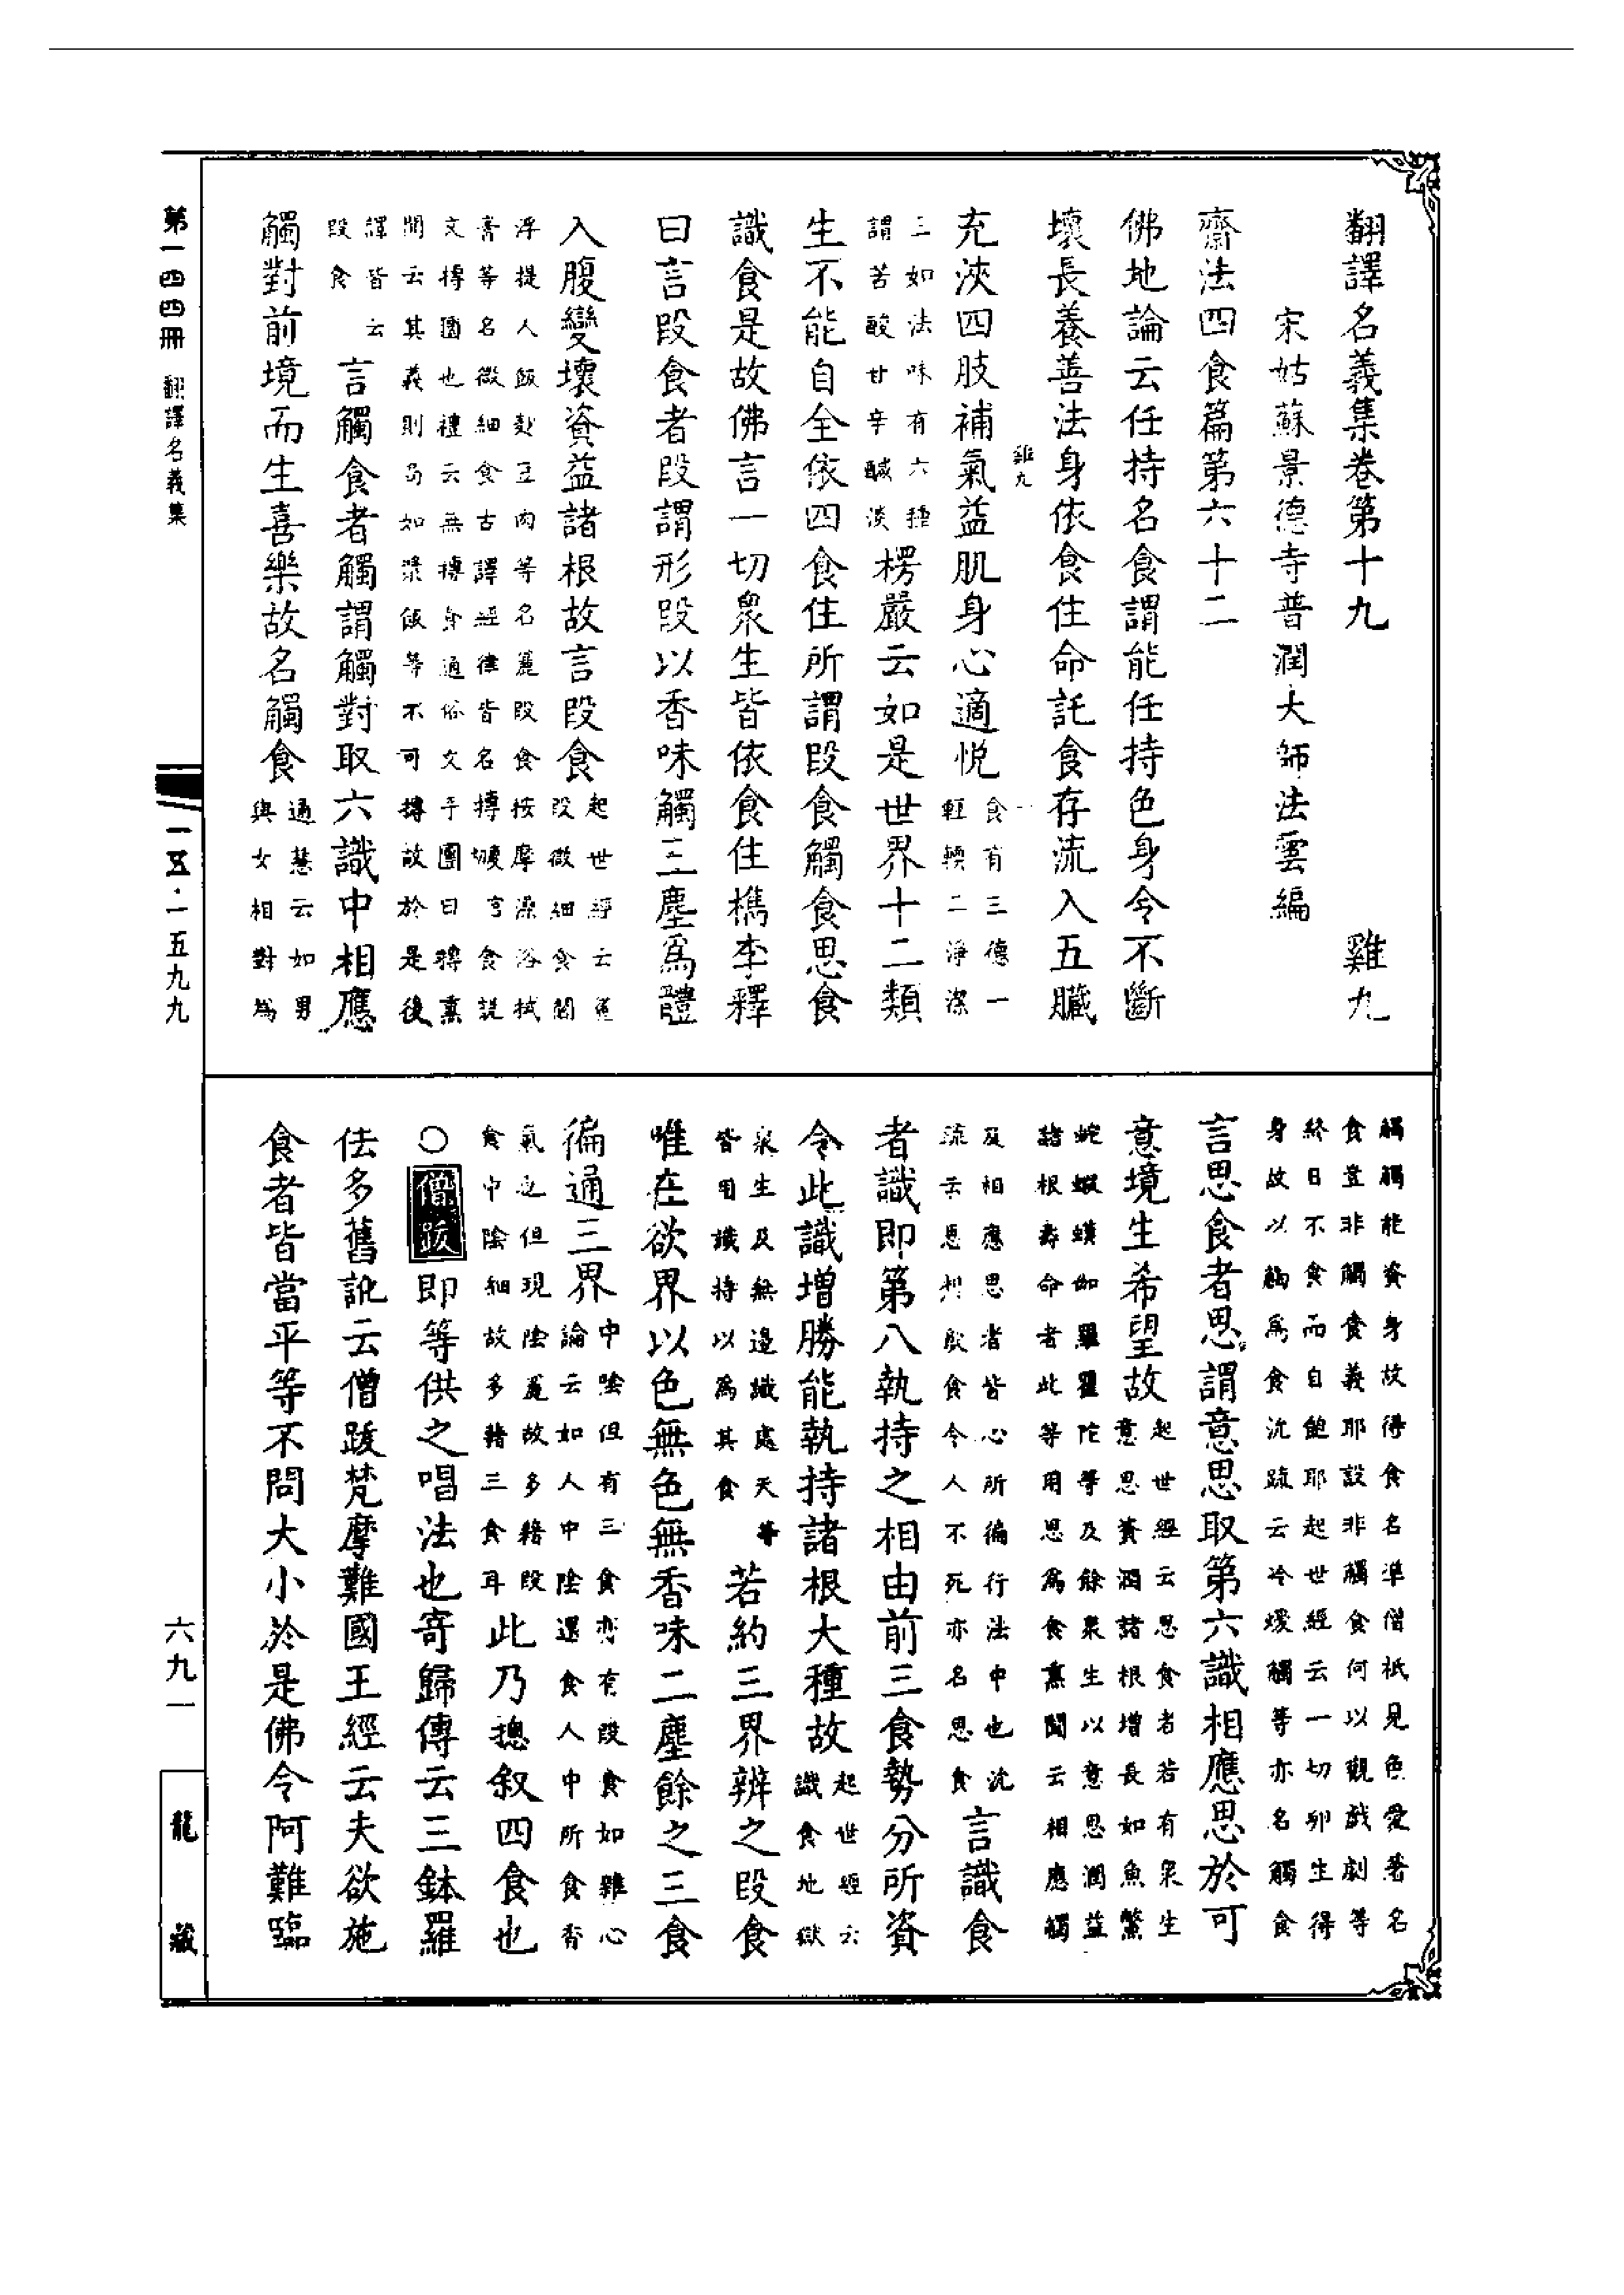 翻譯名義集卷第十九　雞九
宋姑蘇景德寺普潤大師法雲編
齋法四食篇第六十二
佛地論云任持名食謂能任持色身令不斷
壞長養善法身依食住命託食存流入五臟
充浹四肢補氣益肌身心適悅食有三德一
輕輭二淨潔
三如法味有六種
謂苦酸甘辛鹹淡楞嚴云如是世界十二類
生不能自全依四食住所謂段食觸食思食
識食是故佛言一切衆生皆依食住檇李釋
曰言段食者段謂形段以香味觸三塵爲體
入腹變壞資益諸根故言段食起世經云閻
浮提人飯麨豆肉等名麤段食按摩澡浴拭
膏等名微細食古譯經律皆名摶
文摶圑也禮云無摶
開云其義則局如漿飯等不可摶故於是後
譯皆云
段食言觸食者觸謂觸對取六識中相應
觸對前境而生喜樂故名觸食通慧云如男
與女相對爲
雞九
第一四四冊　翻譯名義集
一五·一五九九
觸觸能資身故得食名準僧祇見色愛著名
食豈非觸食義耶設非觸食何以觀戲劇等
終日不食而自飽耶起世經云一切卵生得
身故以觸爲食沇疏云冷煖觸等亦名觸食
言思食者思謂意思取第六識相應思於可
意境生希望故起世經云思食者若有衆生
意思資潤諸根增長如魚鱉
蛇蝦蟆如羅瞿陀等及餘衆生以意思潤益
諸根壽命者此等用思爲食熏聞云相應觸
及相應思者皆心所徧行法中也沇
疏云思刌飲食令人不死亦名思食言識食
者識即第八執持之相由前三食勢分所資
令此識增勝能執持諸根大種故起世經云
識食地獄
衆生及無邊識處天等
皆用識持以爲其食若約三界辨之段食
唯在欲界以色無色無香味二塵餘之三食
徧通三界中陰但有三食亦有段食如雜心
論云如人中陰還食人中所食香
氣也但現陰麤故多藉段
食中陰細故多藉三食耳此乃摠叙四食也
○僧跋即等供之唱法也寄歸傳云三鉢羅
佉多舊訛云僧跋梵摩難國王經云夫欲施
食者皆當平等不問大小於是佛令阿難臨
六九一
龍藏